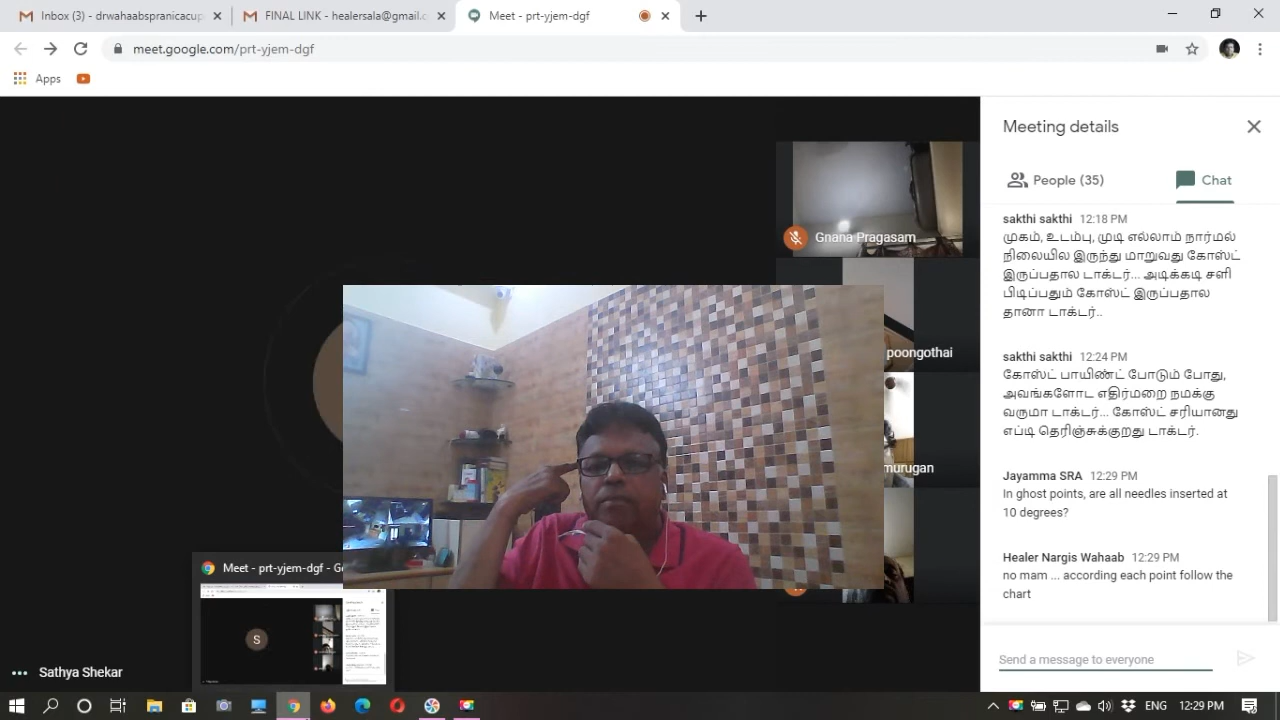 Inbox (3) - drwahaabspranicacup
FINAL LINK - healersala@gmail.c
Meet - prt-yjem-dgf
meet.google.com/prt-yjem-dgf
Apps
Meeting details
People (35)
Chat
sakthi sakthi 12:18 PM
முகம், உடம்பு, முடி எல்லாம் நார்மல்
நிலையில இருந்து மாறுவது கோஸ்ட்
இருப்பதால டாக்டர்... அடிக்கடி சளி
பிடிப்பதும் கோஸ்ட் இருப்பதால
தானா டாக்டர்..
sakthi sakthi 12:24 PM
கோஸ்ட் பாயிண்ட் போடும் போது,
அவங்களோட எதிர்மறை நமக்கு
வருமா டாக்டர்... கோஸ்ட் சரியானது
எப்டி தெரிஞ்சுக்குறது டாக்டர்.
Jayamma SRA 12:29 PM
In ghost points, are all needles inserted at
10 degrees?
Healer Nargis Wahaab 12:29 PM
no mam ... according each point follow the
chart
Send a message to everyone
Gnana Pragasam
poongothai
murugan
Meet - prt-yjem-dgf - G
S
ENG 12:29 PM